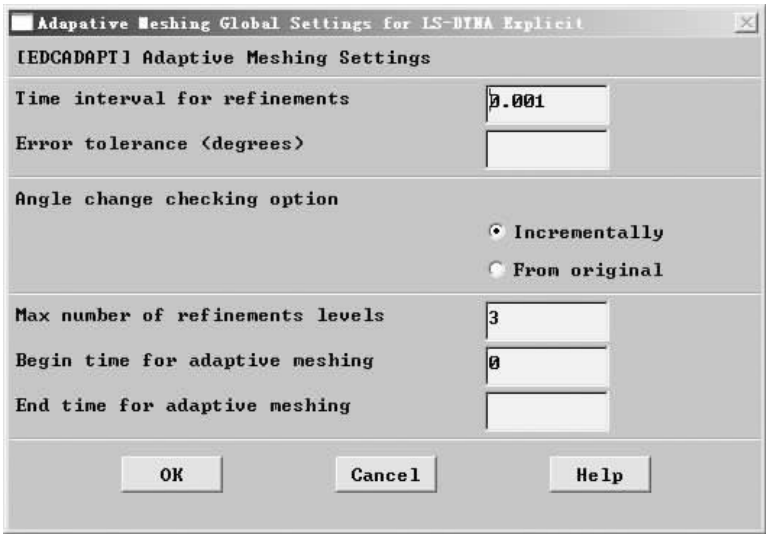 Adapative Meshing Global Settings for LS-DYNA Explicit
[EDCADAPT] Adaptive Meshing Settings
Time interval for refinements 0.001
Error tolerance (degrees)
Angle change checking option
Incrementally
From original
Max number of refinements levels 3
Begin time for adaptive meshing 0
End time for adaptive meshing
OK Cancel Help